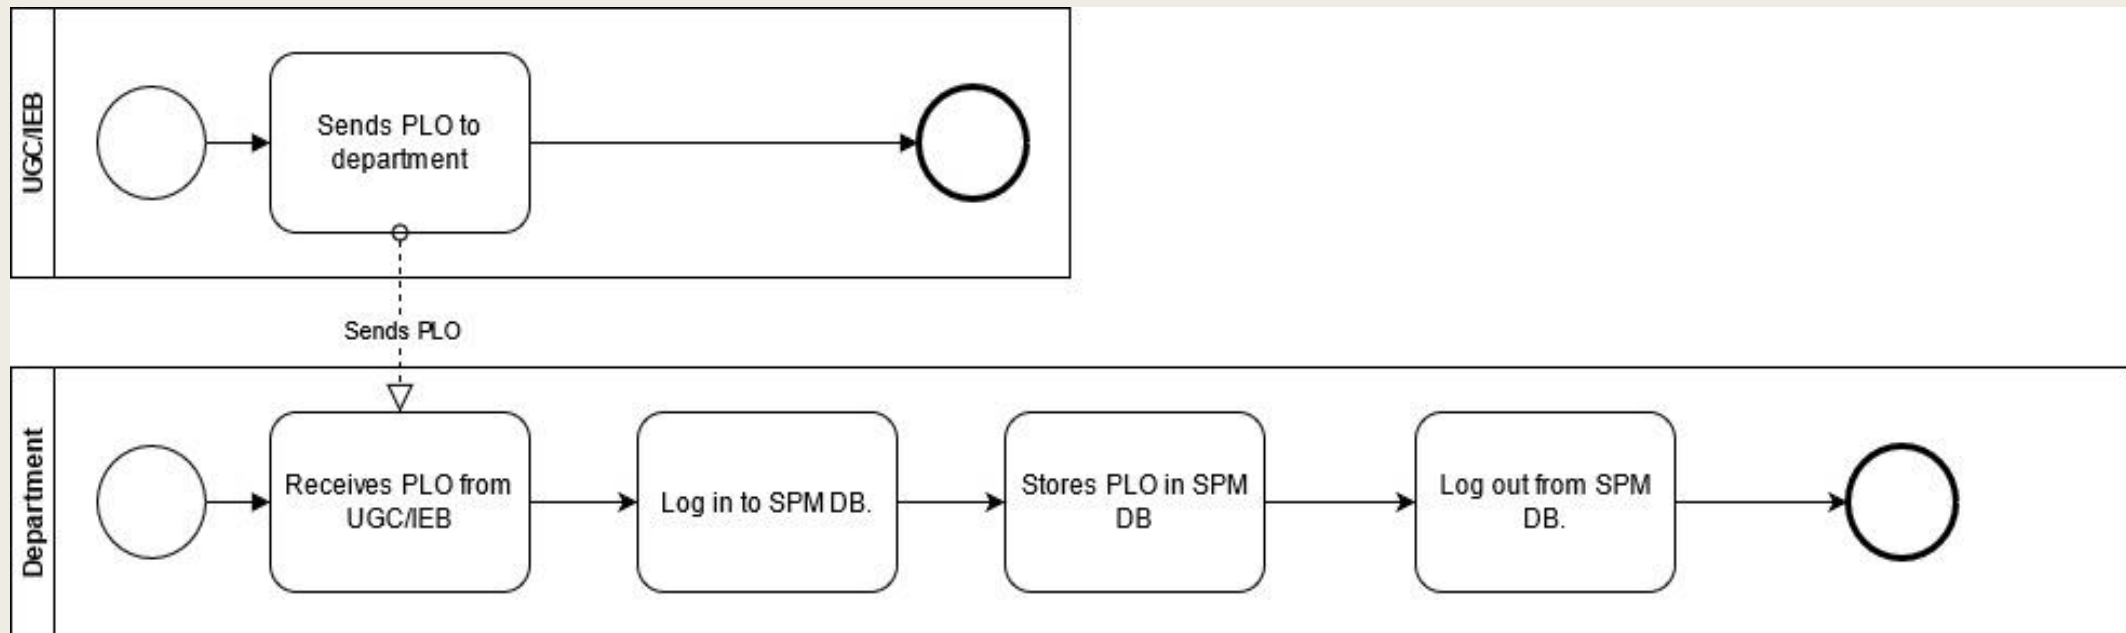 UGC/IEB
Sends PLO to
department
Sends PLO
Department
Receives PLO from
UGC/IEB
Log in to SPM DB.
Stores PLO in SPM
DB
Log out from SPM
DB.